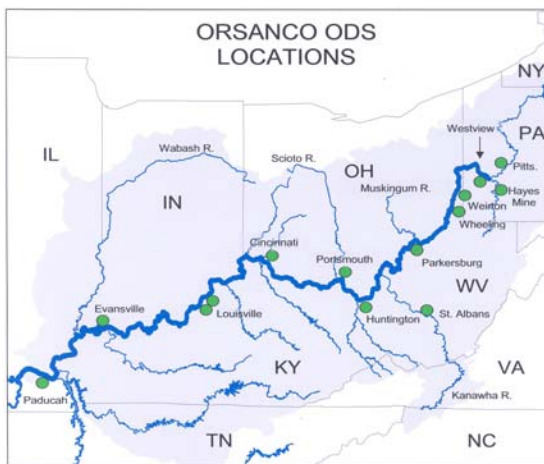 ORSANCO ODS
LOCATIONS
NY
Westview
PA
IL
Wabash R.
Scioto R.
OH
Pitts.
Muskingum R.
Hayes
Mine
IN
Weirton
Wheeling
Cincinnati
Portsmouth
Parkersburg
WV
Evansville
Louisville
Huntington
St. Albans
KY
VA
Paducah
Kanawha R.
TN
NC